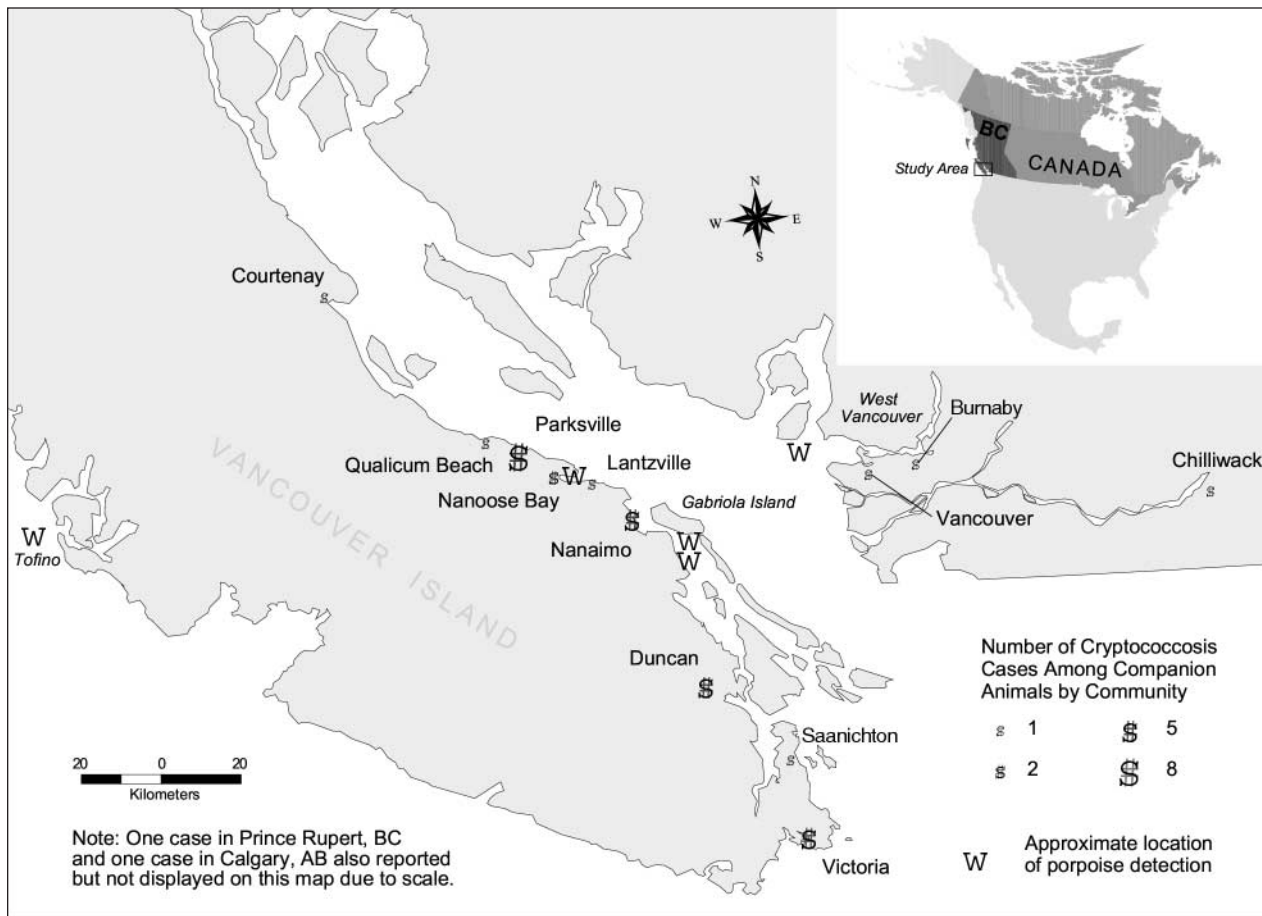 BC
CANADA
Study Area
N
W
E
S
Courtenay
West
Vancouver
Burnaby
Parksville
Qualicum Beach
Lantzville
Chilliwack
Nanoose Bay
Gabriola Island
Vancouver
Nanaimo
Tofino
VANCOUVER ISLAND
Duncan
Saanichton
Victoria
Number of Cryptococcosis
Cases Among Companion
Animals by Community
$ 1 $ 5
$ 2 $ 8
W Approximate location
of porpoise detection
20 0 20
Kilometers
Note: One case in Prince Rupert, BC
and one case in Calgary, AB also reported
but not displayed on this map due to scale.